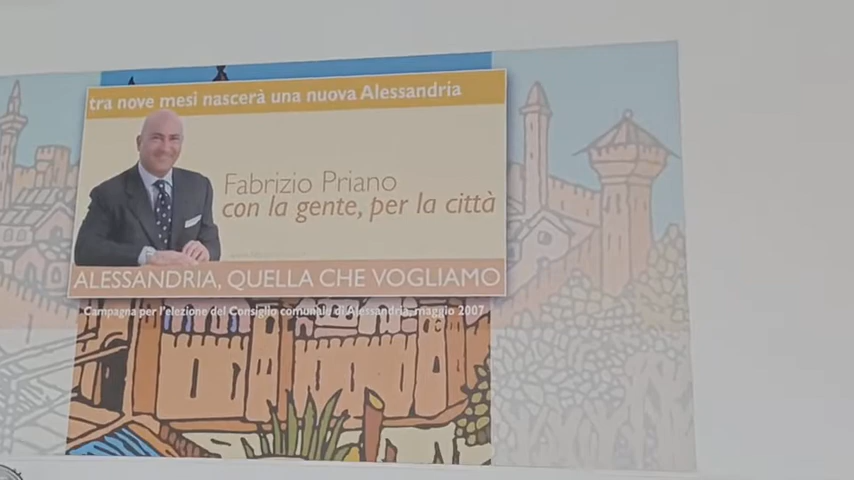 tra nove mesi nascerà una nuova Alessandria
Fabrizio Priano
con la gente, per la città
ALESSANDRIA, QUELLA CHE VOGLIAMO
Campagna per l'elezione del Consiglio comunale di Alessandria, maggio 2007